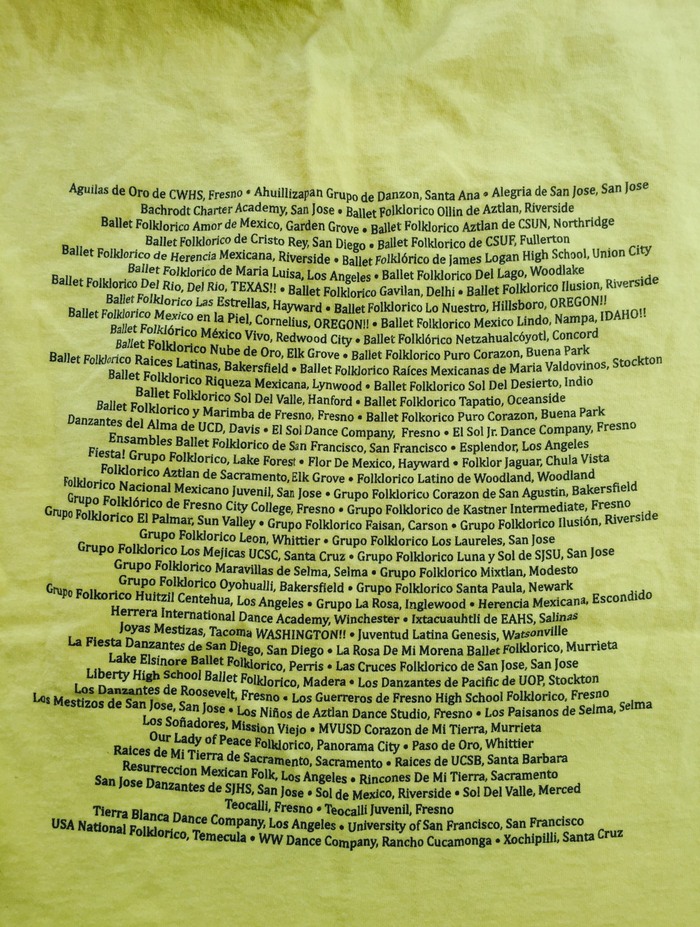 Aguilas de Oro de CWHS, Fresno • Ahuillizapan Grupo de Danzon, Santa Ana • Alegria de San Jose, San Jose
Bachrodt Charter Academy, San Jose • Ballet Folklorico Ollin de Aztlan, Riverside
Ballet Folklorico Amor de Mexico, Garden Grove • Ballet Folklorico Aztlan de CSUN, Northridge
Ballet Folklorico de Cristo Rey, San Diego • Ballet Folklorico de CSUF, Fullerton
Ballet Folklorico de Herencia Mexicana, Riverside • Ballet Folklórico de James Logan High School, Union City
Ballet Folklorico de Maria Luisa, Los Angeles • Ballet Folklorico Del Lago, Woodlake
Ballet Folklorico Del Rio, Del Rio, TEXAS!! • Ballet Folklorico Gavilan, Delhi • Ballet Folklorico Ilusion, Riverside
Ballet Folklorico Las Estrellas, Hayward • Ballet Folklorico Lo Nuestro, Hillsboro, OREGON!!
Ballet Folklorico Mexico en la Piel, Cornelius, OREGON!! • Ballet Folklorico Mexico Lindo, Nampa, IDAHO!!
Ballet Folklórico México Vivo, Redwood City • Ballet Folklórico Netzahualcóyotl, Concord
Ballet Folklorico Nube de Oro, Elk Grove • Ballet Folklorico Puro Corazon, Buena Park
Ballet Folklorico Raices Latinas, Bakersfield • Ballet Folklorico Raíces Mexicanas de Maria Valdovinos, Stockton
Ballet Folklorico Riqueza Mexicana, Lynwood • Ballet Folklorico Sol Del Desierto, Indio
Ballet Folklorico Sol Del Valle, Hanford • Ballet Folklorico Tapatio, Oceanside
Ballet Folklorico y Marimba de Fresno, Fresno • Ballet Folkorico Puro Corazon, Buena Park
Danzantes del Alma de UCD, Davis • El Sol Dance Company, Fresno • El Sol Jr. Dance Company, Fresno
Ensambles Ballet Folklorico de San Francisco, San Francisco • Esplendor, Los Angeles
Fiesta! Grupo Folklorico, Lake Forest • Flor De Mexico, Hayward • Folklor Jaguar, Chula Vista
Folklorico Aztlan de Sacramento, Elk Grove • Folklorico Latino de Woodland, Woodland
Folklorico Nacional Mexicano Juvenil, San Jose • Grupo Folklorico Corazon de San Agustin, Bakersfield
Grupo Folklórico de Fresno City College, Fresno • Grupo Folklorico de Kastner Intermediate, Fresno
Grupo Folklorico El Palmar, Sun Valley • Grupo Folklorico Faisan, Carson • Grupo Folklorico Ilusión, Riverside
Grupo Folklorico Leon, Whittier • Grupo Folklorico Los Laureles, San Jose
Grupo Folklorico Los Mejicas UCSC, Santa Cruz • Grupo Folklorico Luna y Sol de SJSU, San Jose
Grupo Folklorico Maravillas de Selma, Selma • Grupo Folklorico Mixtlan, Modesto
Grupo Folklorico Oyohualli, Bakersfield • Grupo Folklorico Santa Paula, Newark
Grupo Folkorico Huitzil Centehua, Los Angeles • Grupo La Rosa, Inglewood • Herencia Mexicana, Escondido
Herrera International Dance Academy, Winchester • Ixtacuauhtli de EAHS, Salinas
Joyas Mestizas, Tacoma WASHINGTON!! • Juventud Latina Genesis, Watsonville
La Fiesta Danzantes de San Diego, San Diego • La Rosa De Mi Morena Ballet Folklorico, Murrieta
Lake Elsinore Ballet Folklorico, Perris • Las Cruces Folklorico de San Jose, San Jose
Liberty High School Ballet Folklorico, Madera • Los Danzantes de Pacific de UOP, Stockton
Los Danzantes de Roosevelt, Fresno • Los Guerreros de Fresno High School Folklorico, Fresno
Los Mestizos de San Jose, San Jose • Los Niños de Aztlan Dance Studio, Fresno • Los Paisanos de Selma, Selma
Los Soñadores, Mission Viejo • MVUSD Corazon de Mi Tierra, Murrieta
Our Lady of Peace Folklorico, Panorama City • Paso de Oro, Whittier
Raices de Mi Tierra de Sacramento, Sacramento • Raices de UCSB, Santa Barbara
Resurreccion Mexican Folk, Los Angeles • Rincones De Mi Tierra, Sacramento
San Jose Danzantes de SJHS, San Jose • Sol de Mexico, Riverside • Sol Del Valle, Merced
Teocalli, Fresno • Teocalli Juvenil, Fresno
Tierra Blanca Dance Company, Los Angeles • University of San Francisco, San Francisco
USA National Folklorico, Temecula • WW Dance Company, Rancho Cucamonga • Xochipilli, Santa Cruz